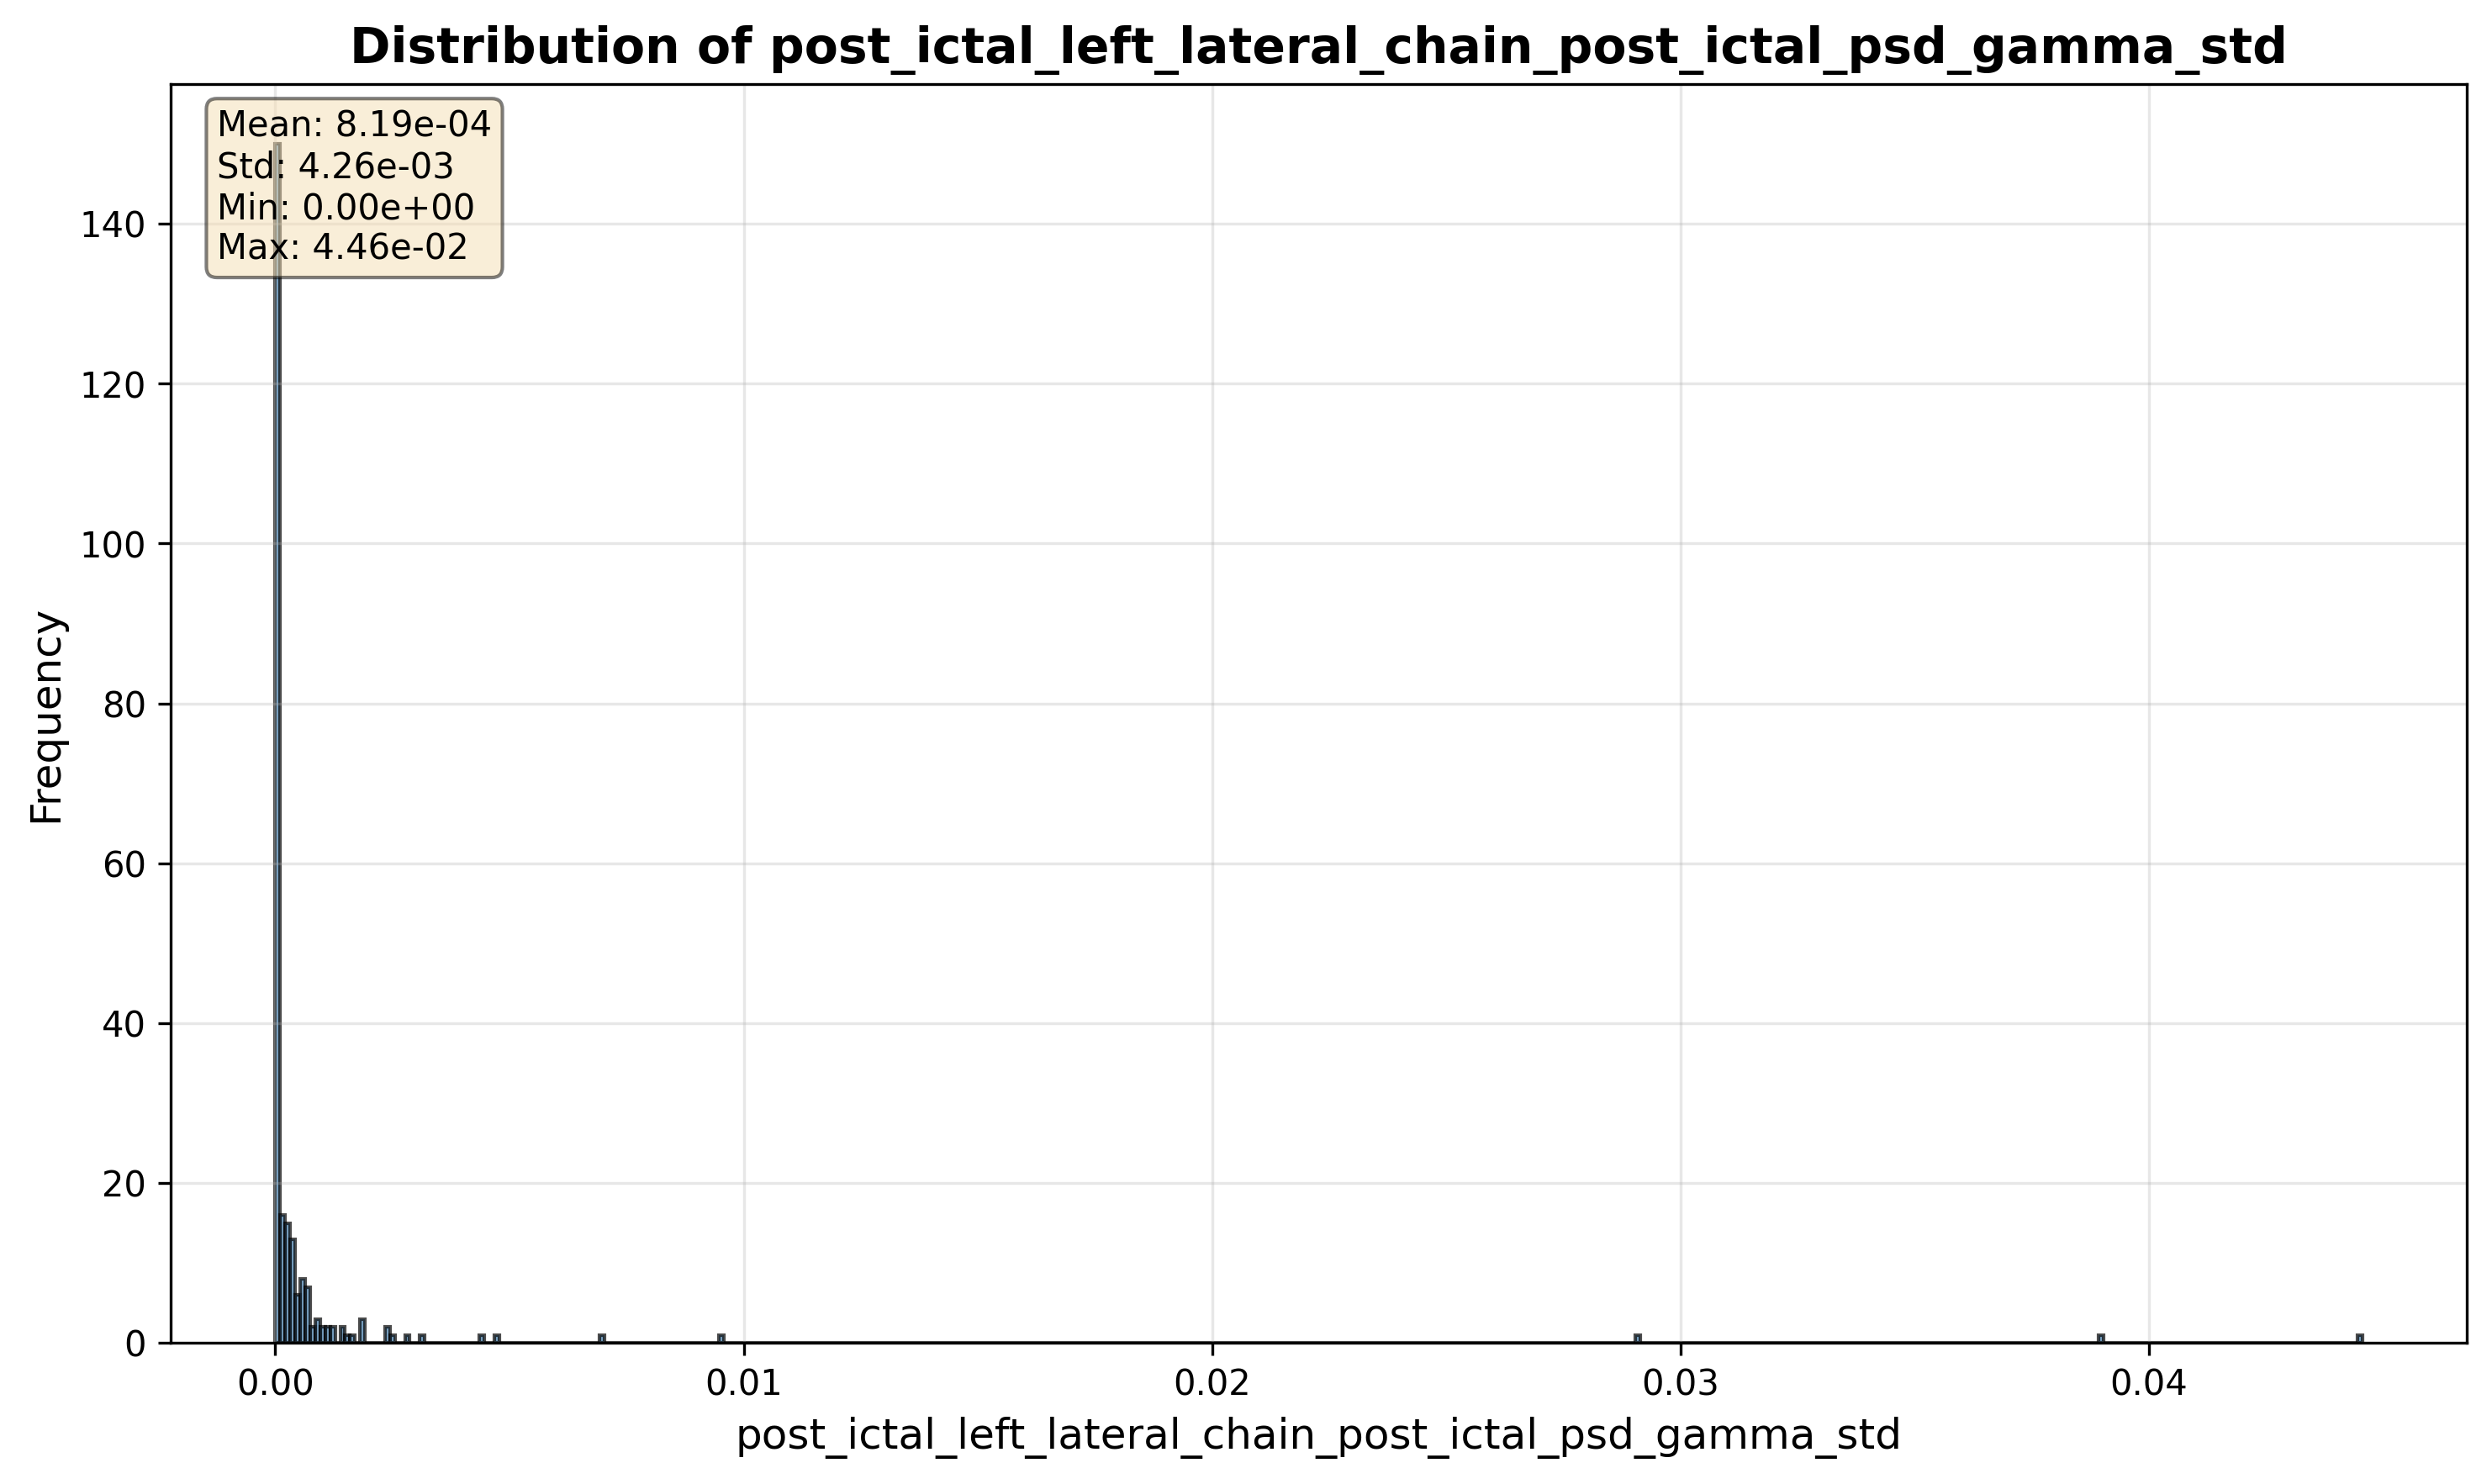 Distribution of post_ictal_left_lateral_chain_post_ictal_psd_gamma_std
Mean: 8.19e-04
Std: 4.26e-03
Min: 0.00e+00
Max: 4.46e-02
140
120
100
80
60
40
20
0
Frequency
0.00 0.01 0.02 0.03 0.04
post_ictal_left_lateral_chain_post_ictal_psd_gamma_std